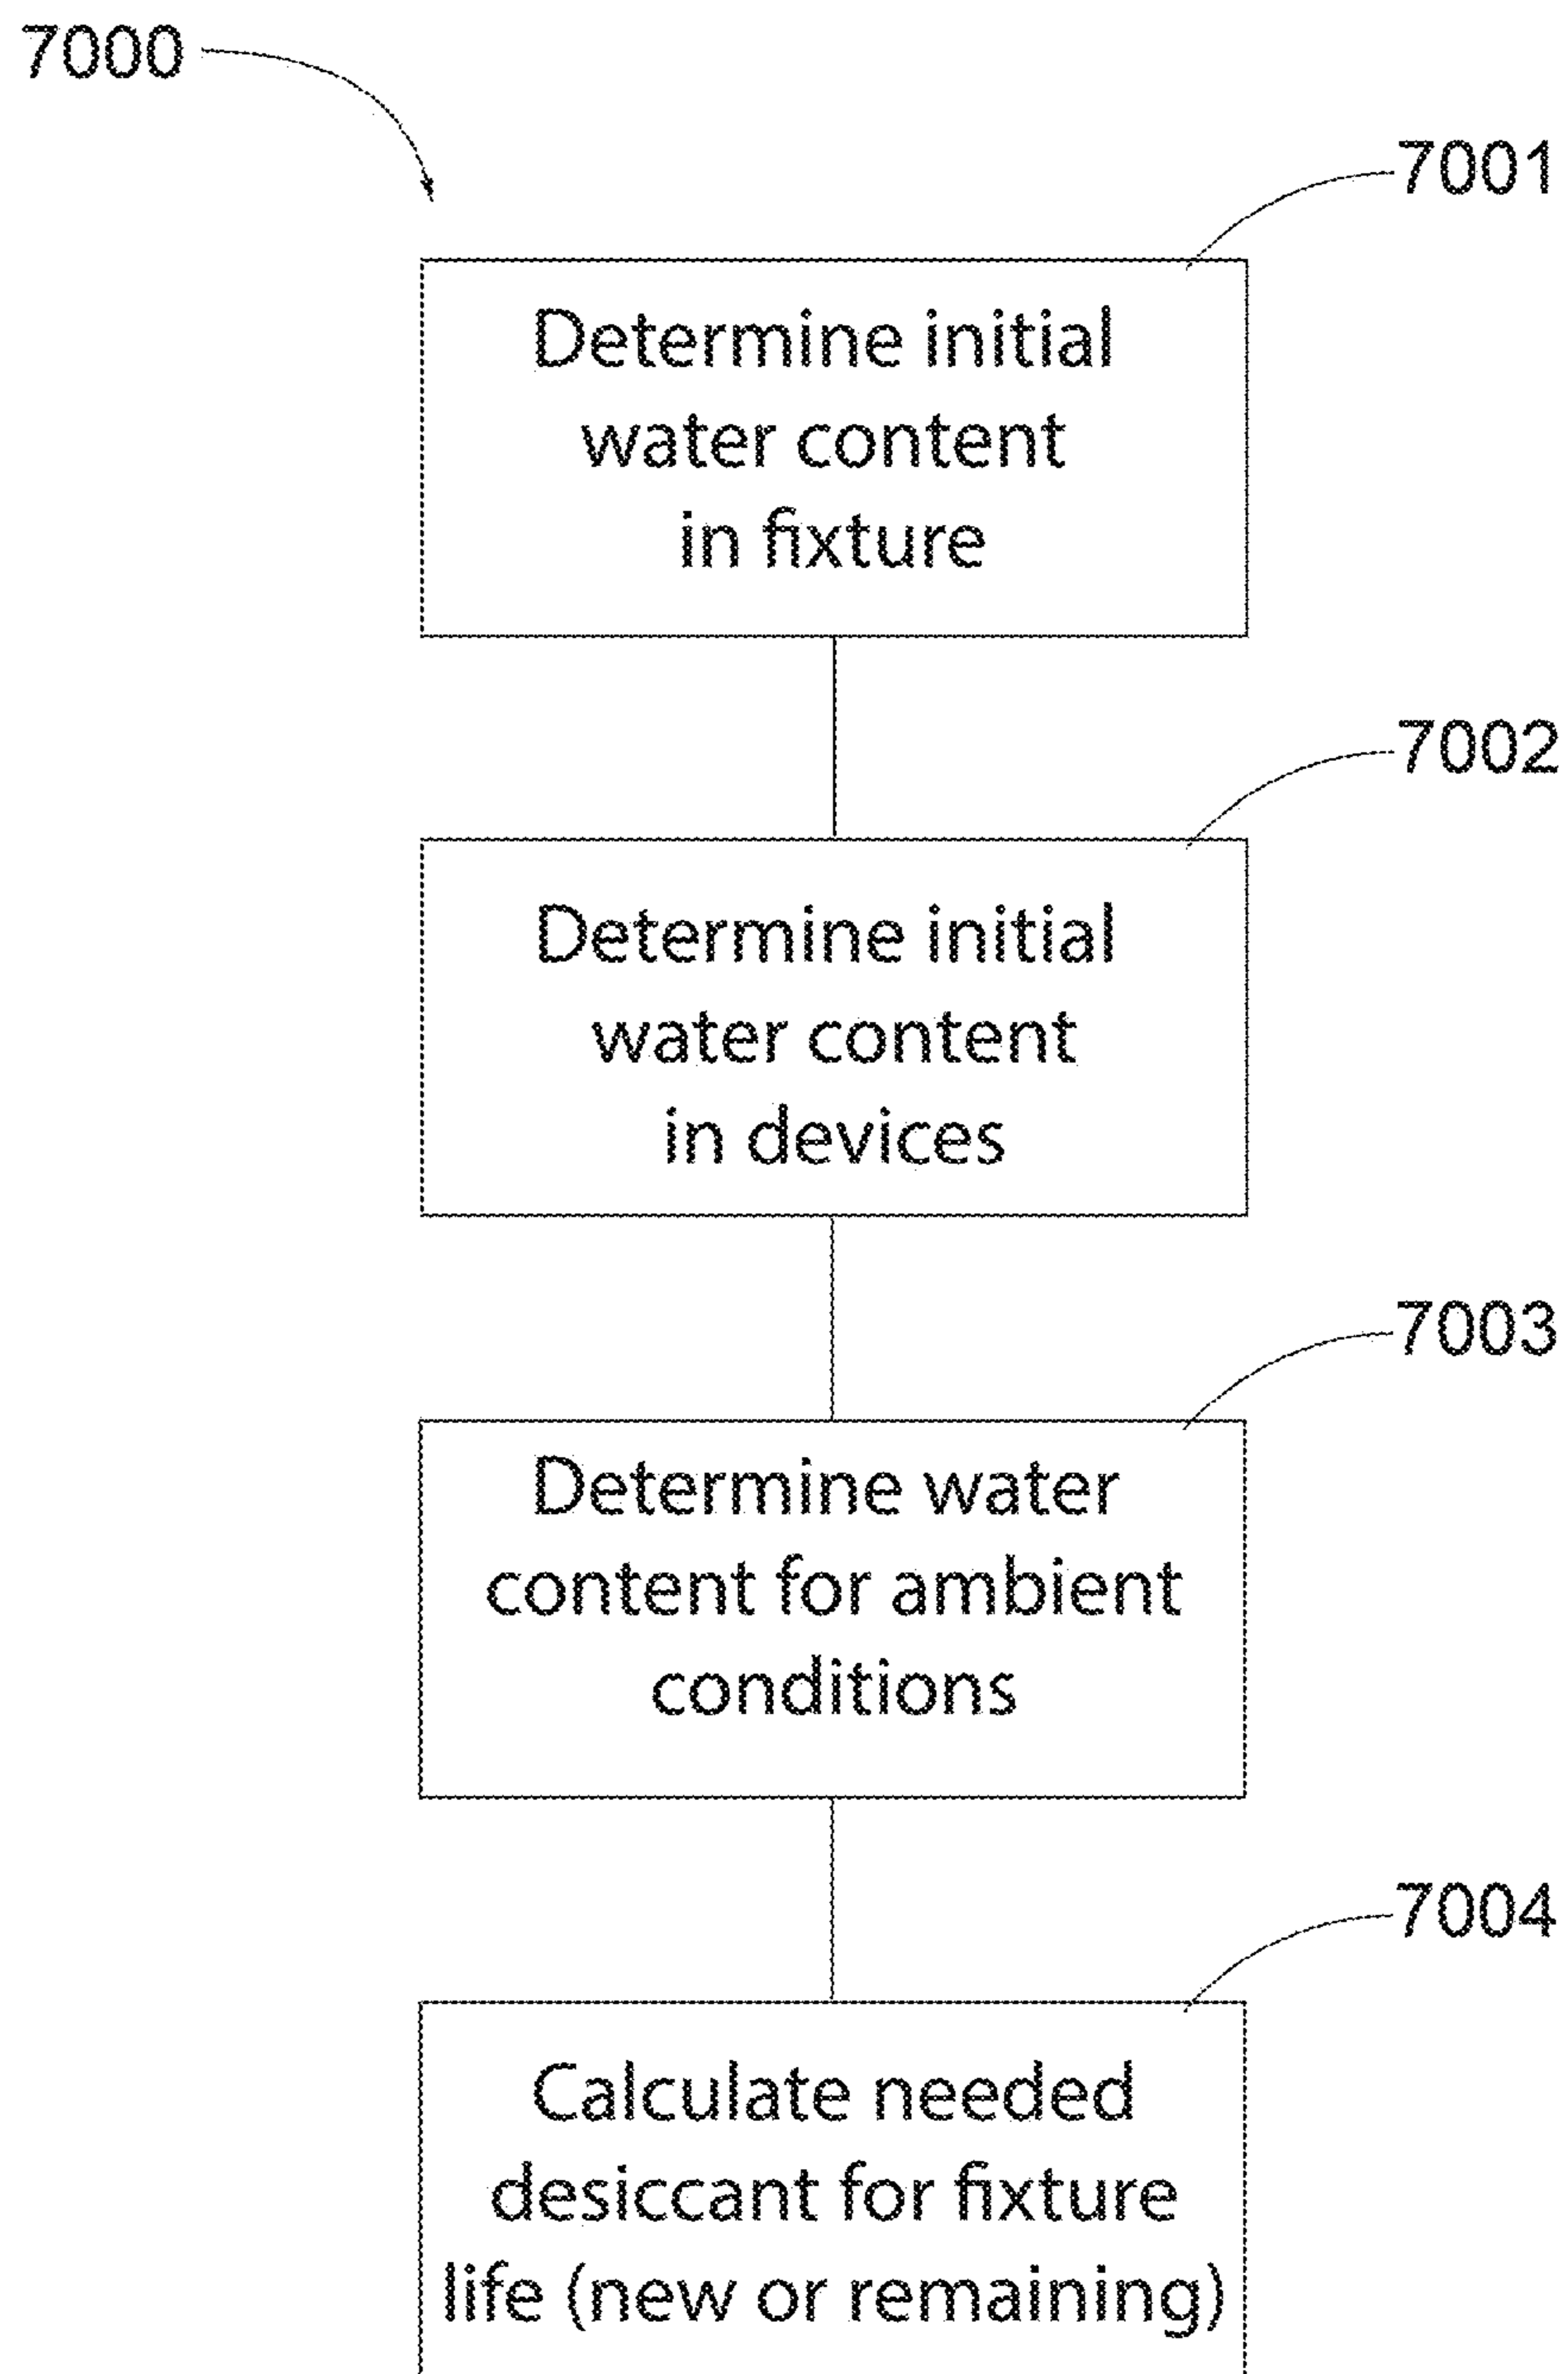 7000
7001
Determine initial
water content
in fixture
7002
Determine initial
water content
in devices
7003
Determine water
content for ambient
conditions
7004
Calculate needed
desiccant for fixture
life (new or remaining)